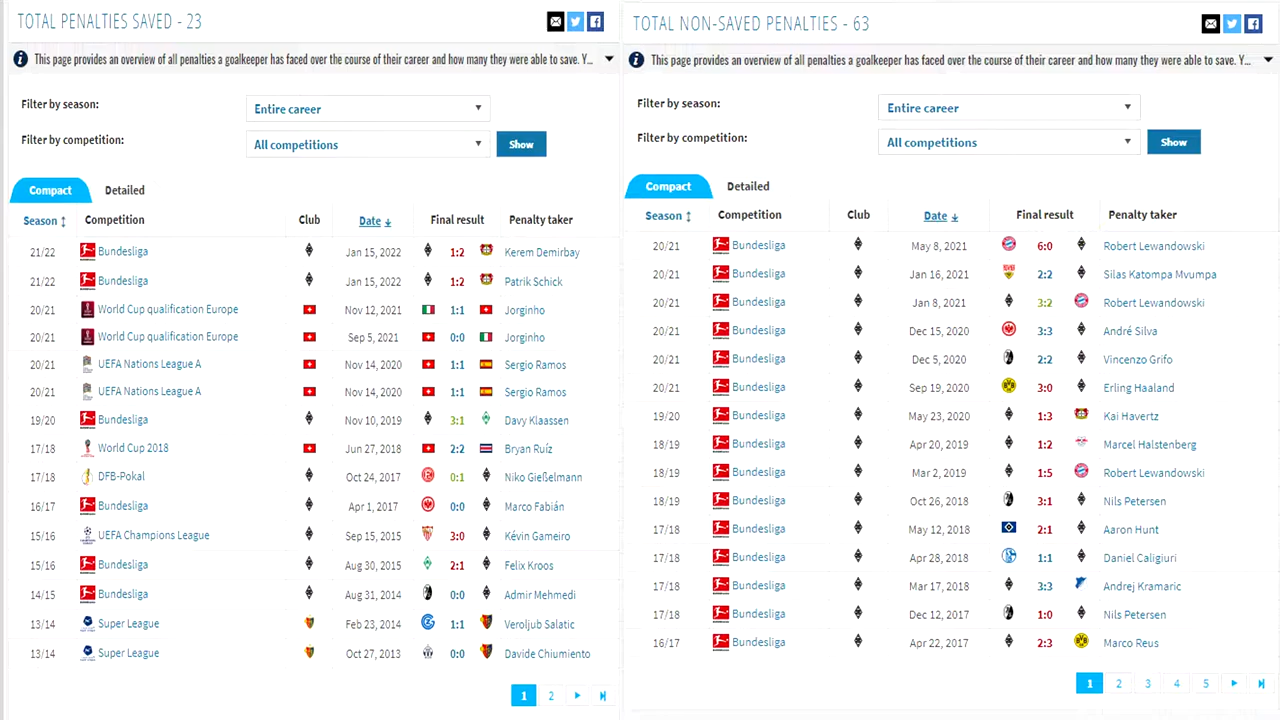 TOTAL PENALTIES SAVED - 23
This page provides an overview of all penalties a goalkeeper has faced over the course of their career and how many they were able to save. Y...
Filter by season:
Entire career
Filter by competition:
All competitions
Show
Compact
Detailed
Season Competition Club Date Final result Penalty taker
21/22 Bundesliga Jan 15, 2022 1:2 Kerem Demirbay
21/22 Bundesliga Jan 15, 2022 1:2 Patrik Schick
20/21 World Cup qualification Europe Nov 12, 2021 1:1 Jorginho
20/21 World Cup qualification Europe Sep 5, 2021 0:0 Jorginho
20/21 UEFA Nations League A Nov 14, 2020 1:1 Sergio Ramos
20/21 UEFA Nations League A Nov 14, 2020 1:1 Sergio Ramos
19/20 Bundesliga Nov 10, 2019 3:1 Davy Klaassen
17/18 World Cup 2018 Jun 27, 2018 2:2 Bryan Ruíz
17/18 DFB-Pokal Oct 24, 2017 0:1 Niko Gießelmann
16/17 Bundesliga Apr 1, 2017 0:0 Marco Fabián
15/16 UEFA Champions League Sep 15, 2015 3:0 Kévin Gameiro
15/16 Bundesliga Aug 30, 2015 2:1 Felix Kroos
14/15 Bundesliga Aug 31, 2014 0:0 Admir Mehmedi
13/14 Super League Feb 23, 2014 1:1 Veroljub Salatic
13/14 Super League Oct 27, 2013 0:0 Davide Chiumiento
1 2
TOTAL NON-SAVED PENALTIES - 63
This page provides an overview of all penalties a goalkeeper has faced over the course of their career and how many they were able to save. Y...
Filter by season:
Entire career
Filter by competition:
All competitions
Show
Compact
Detailed
Season Competition Club Date Final result Penalty taker
20/21 Bundesliga May 8, 2021 6:0 Robert Lewandowski
20/21 Bundesliga Jan 16, 2021 2:2 Silas Katompa Mvumpa
20/21 Bundesliga Jan 8, 2021 3:2 Robert Lewandowski
20/21 Bundesliga Dec 15, 2020 3:3 André Silva
20/21 Bundesliga Dec 5, 2020 2:2 Vincenzo Grifo
20/21 Bundesliga Sep 19, 2020 3:0 Erling Haaland
19/20 Bundesliga May 23, 2020 1:3 Kai Havertz
18/19 Bundesliga Apr 20, 2019 1:2 Marcel Halstenberg
18/19 Bundesliga Mar 2, 2019 1:5 Robert Lewandowski
18/19 Bundesliga Oct 26, 2018 3:1 Nils Petersen
17/18 Bundesliga May 12, 2018 2:1 Aaron Hunt
17/18 Bundesliga Apr 28, 2018 1:1 Daniel Caligiuri
17/18 Bundesliga Mar 17, 2018 3:3 Andrej Kramaric
17/18 Bundesliga Dec 12, 2017 1:0 Nils Petersen
16/17 Bundesliga Apr 22, 2017 2:3 Marco Reus
1 2 3 4 5